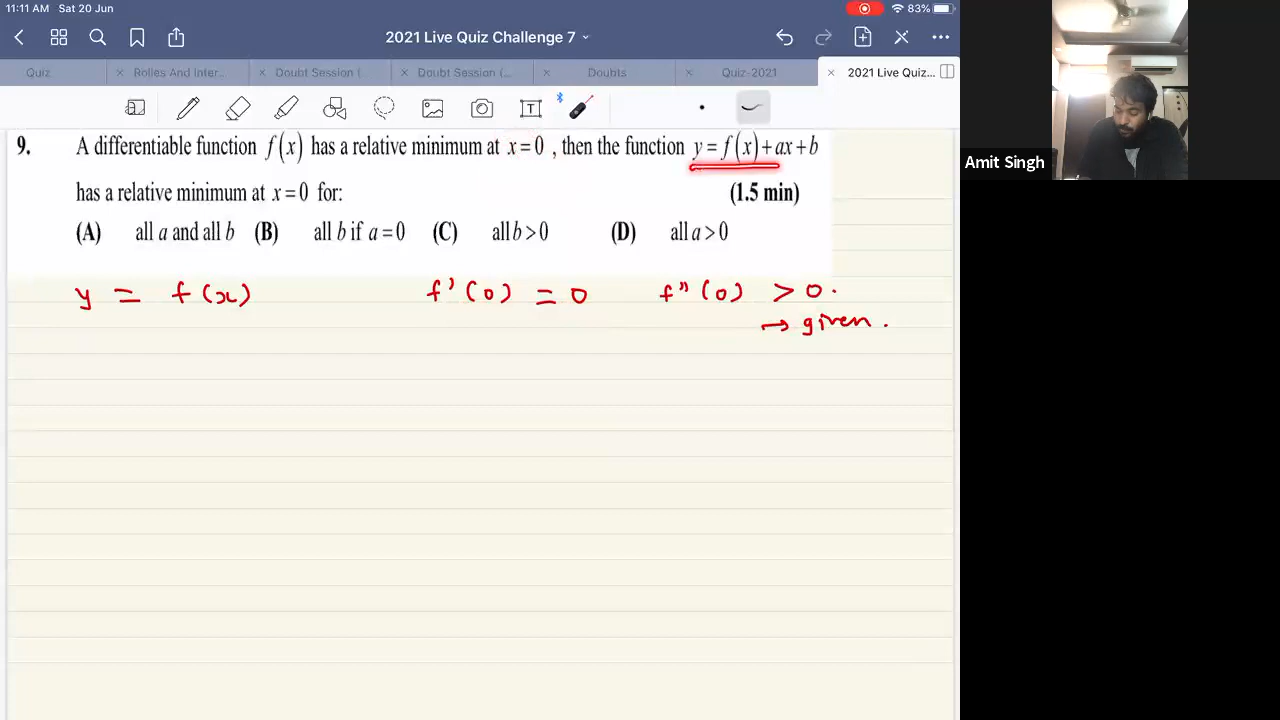 11:11 AM Sat 20 Jun
83%
2021 Live Quiz Challenge 7
Quiz
Rolles And Inter...
Doubt Session (
Doubt Session (...
Doubts
Quiz-2021
2021 Live Quiz...
T
9. A differentiable function f(x) has a relative minimum at x = 0 , then the function y = f(x) + ax + b
has a relative minimum at x = 0 for: (1.5 min)
(A) all a and all b (B) all b if a = 0 (C) all b > 0 (D) all a > 0
y = f(x) f'(0) = 0 f"(0) > 0.
→ given.
Amit Singh